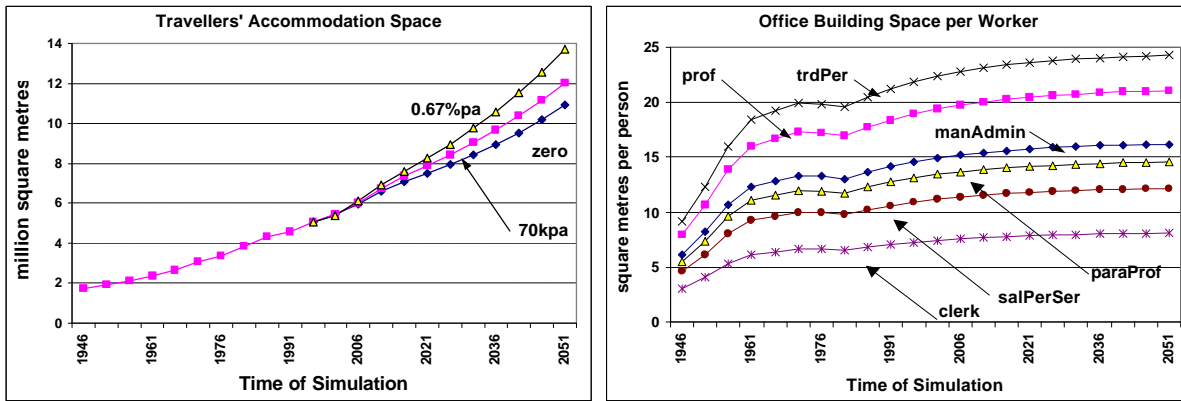 Travellers' Accommodation Space
million square metres
14
12
10
8
6
4
2
0
0.67%pa
zero
70kpa
1946
1961
1976
1991
2006
2021
2036
2051
Time of Simulation
Office Building Space per Worker
square metres per person
25
20
15
10
5
0
prof
trdPer
manAdmin
paraProf
salPerSer
clerk
1946
1961
1976
1991
2006
2021
2036
2051
Time of Simulation